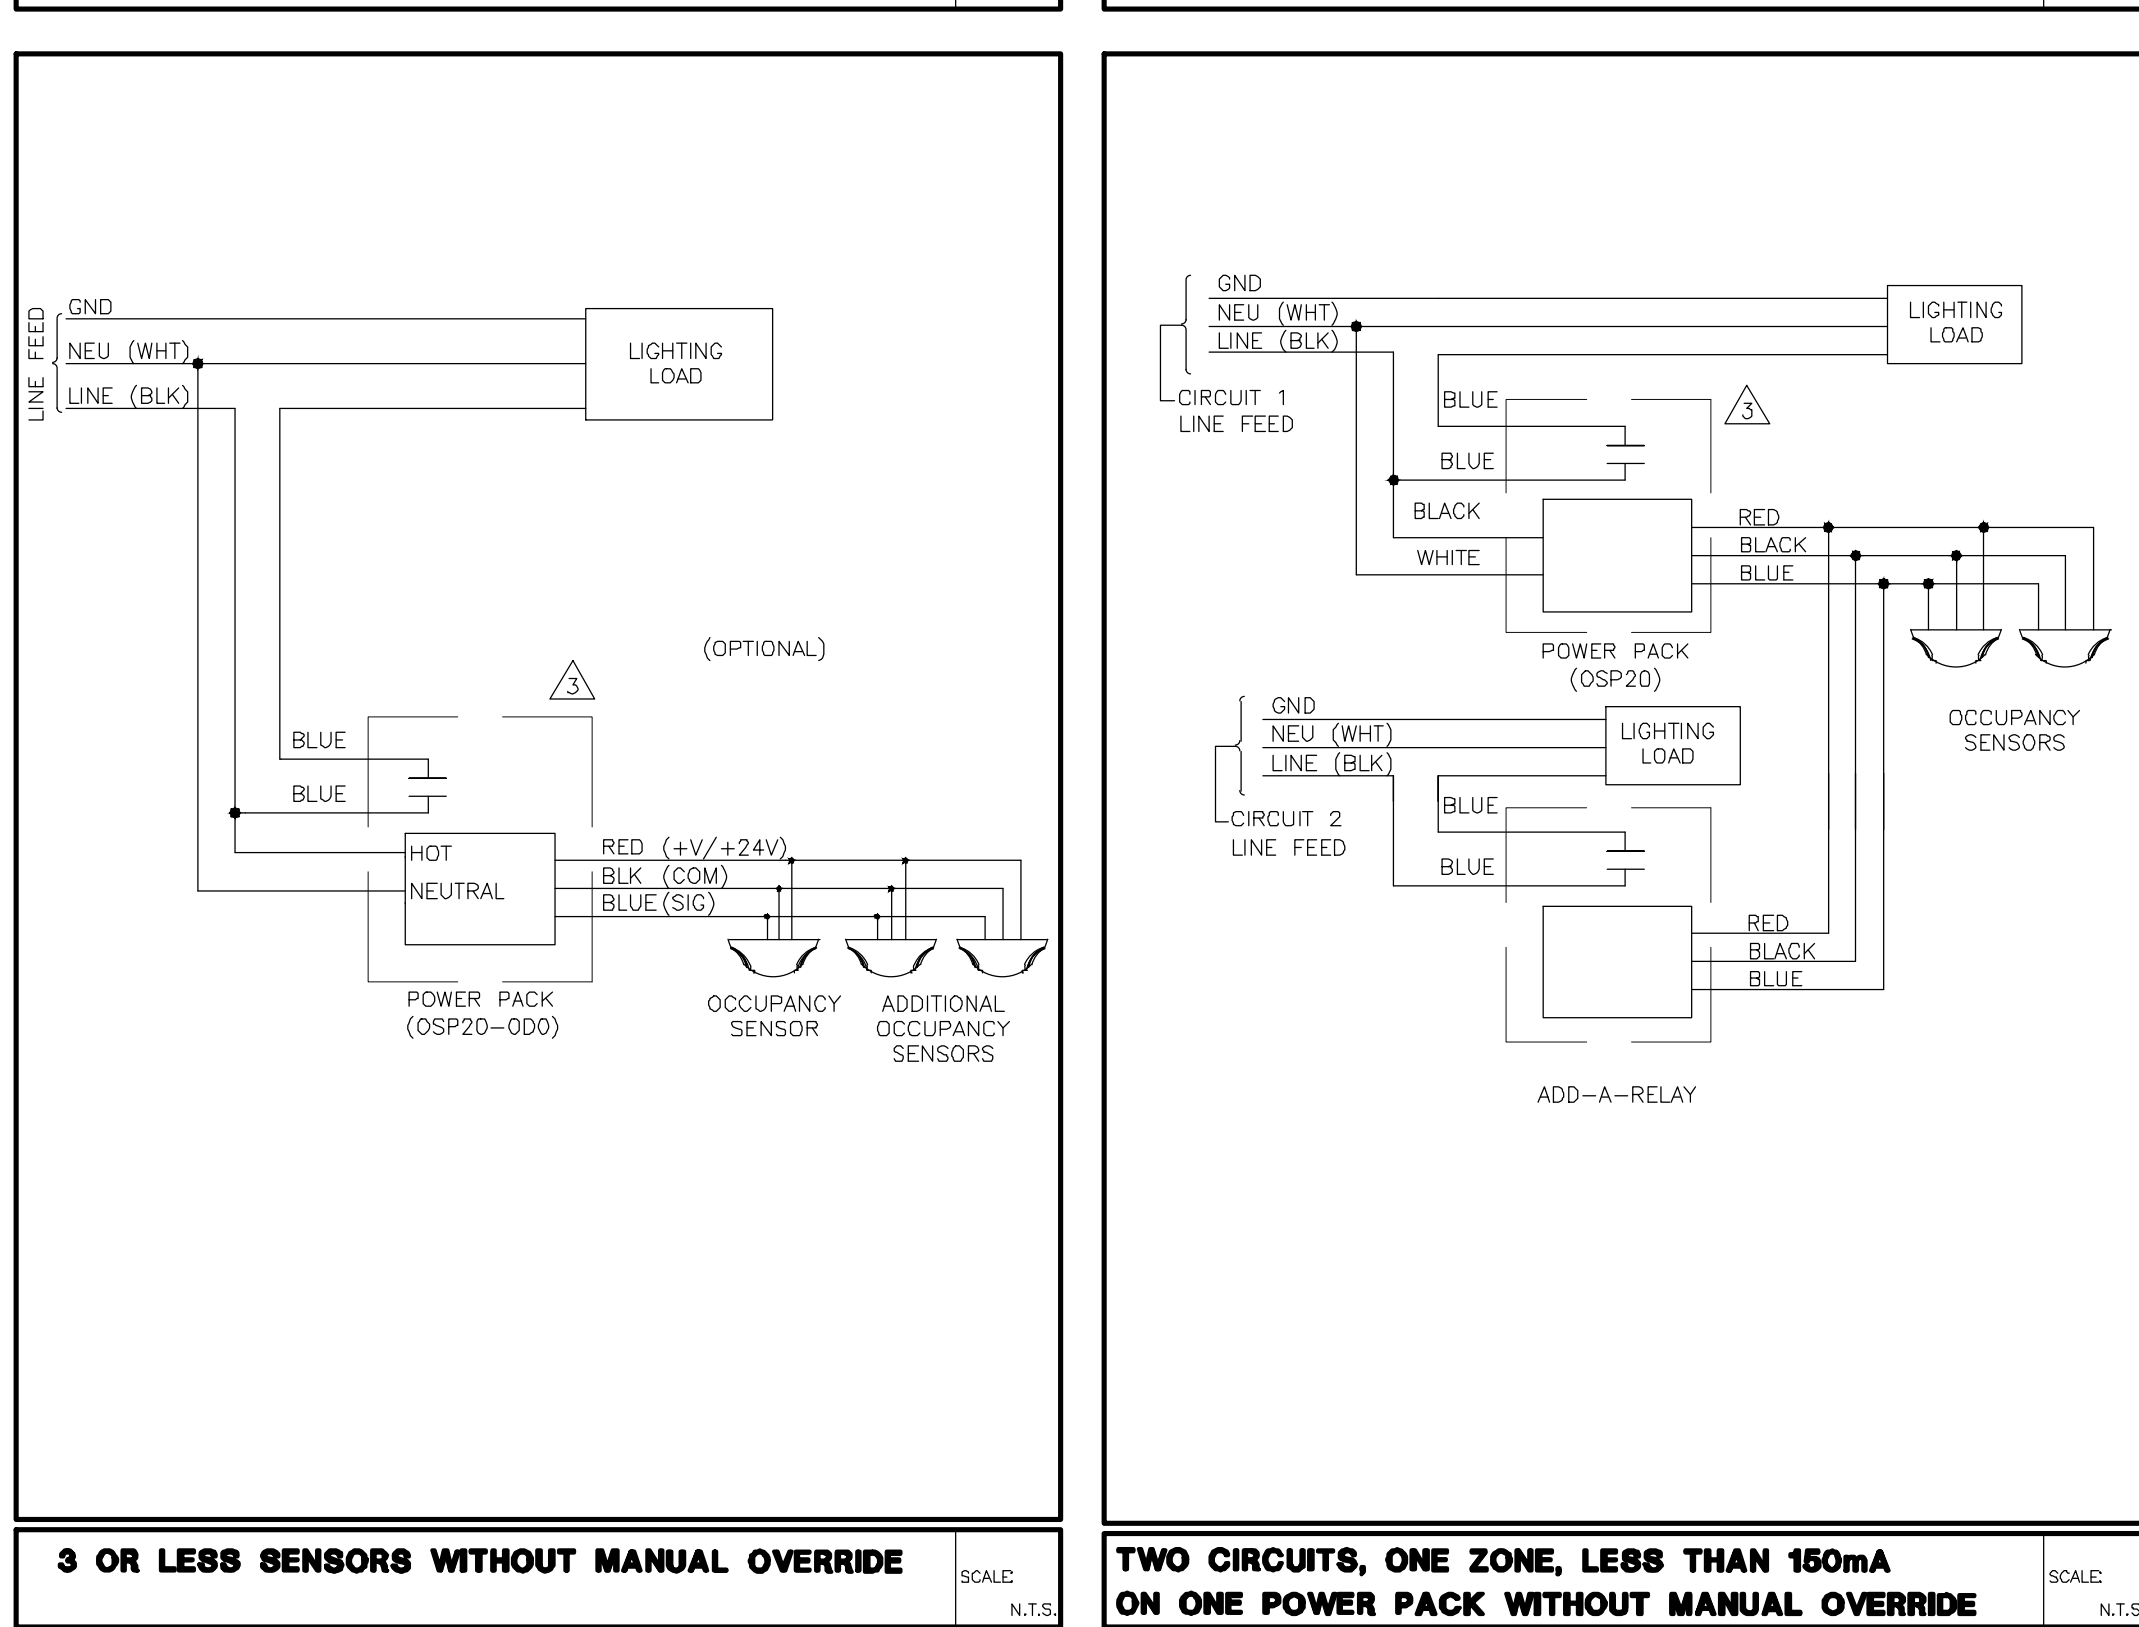 GND
LINE FEED
NEU (WHT)
LINE (BLK)
LIGHTING
LOAD
(OPTIONAL)
3
BLUE
BLUE
HOT
NEUTRAL
RED (+V/+24V)
BLK (COM)
BLUE (SIG)
POWER PACK
(OSP20-0D0)
OCCUPANCY
SENSOR
ADDITIONAL
OCCUPANCY
SENSORS
3 OR LESS SENSORS WITHOUT MANUAL OVERRIDE
SCALE:
N.T.S.
GND
NEU (WHT)
LINE (BLK)
CIRCUIT 1
LINE FEED
LIGHTING
LOAD
BLUE
3
BLUE
BLACK
WHITE
RED
BLACK
BLUE
POWER PACK
(OSP20)
OCCUPANCY
SENSORS
GND
NEU (WHT)
LINE (BLK)
CIRCUIT 2
LINE FEED
LIGHTING
LOAD
BLUE
BLUE
RED
BLACK
BLUE
ADD-A-RELAY
TWO CIRCUITS, ONE ZONE, LESS THAN 150mA
ON ONE POWER PACK WITHOUT MANUAL OVERRIDE
SCALE:
N.T.S